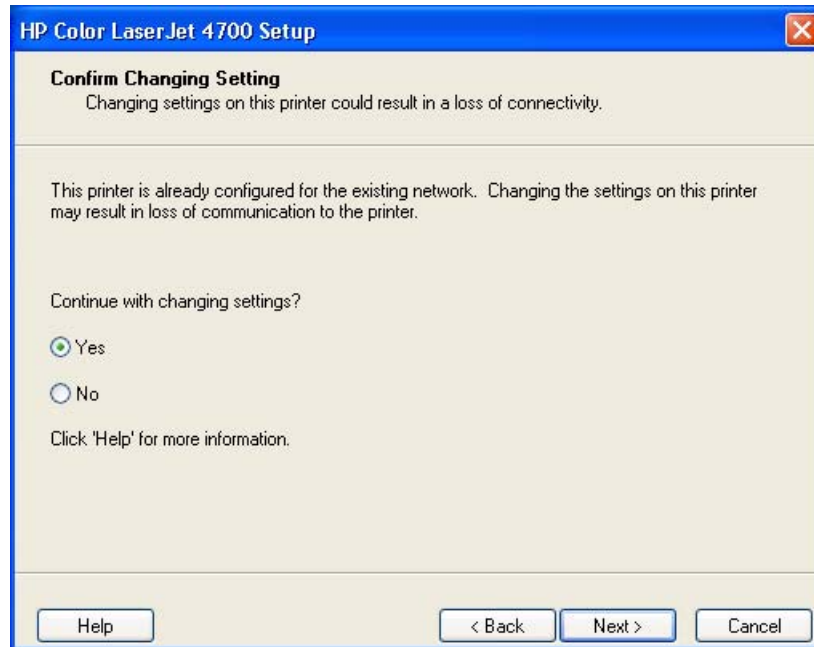 HP Color LaserJet 4700 Setup
Confirm Changing Setting
Changing settings on this printer could result in a loss of connectivity.
This printer is already configured for the existing network.  Changing the settings on this printer
may result in loss of communication to the printer.
Continue with changing settings?
Yes
No
Click 'Help' for more information.
Help
< Back
Next >
Cancel